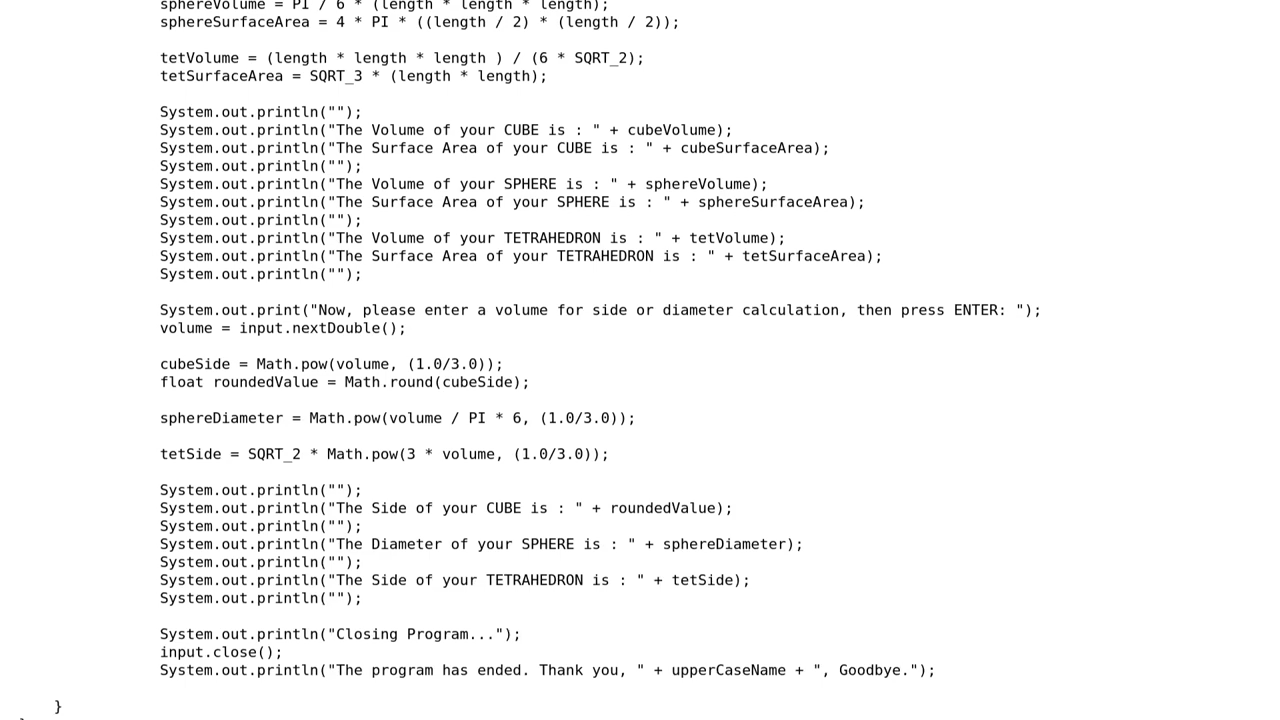 sphereVolume = PI / 6 * (length * length * length);
sphereSurfaceArea = 4 * PI * ((length / 2) * (length / 2));
tetVolume = (length * length * length ) / (6 * SQRT_2);
tetSurfaceArea = SQRT_3 * (length * length);
System.out.println("");
System.out.println("The Volume of your CUBE is : " + cubeVolume);
System.out.println("The Surface Area of your CUBE is : " + cubeSurfaceArea);
System.out.println("");
System.out.println("The Volume of your SPHERE is : " + sphereVolume);
System.out.println("The Surface Area of your SPHERE is : " + sphereSurfaceArea);
System.out.println("");
System.out.println("The Volume of your TETRAHEDRON is : " + tetVolume);
System.out.println("The Surface Area of your TETRAHEDRON is : " + tetSurfaceArea);
System.out.println("");
System.out.print("Now, please enter a volume for side or diameter calculation, then press ENTER: ");
volume = input.nextDouble();
cubeSide = Math.pow(volume, (1.0/3.0));
float roundedValue = Math.round(cubeSide);
sphereDiameter = Math.pow(volume / PI * 6, (1.0/3.0));
tetSide = SQRT_2 * Math.pow(3 * volume, (1.0/3.0));
System.out.println("");
System.out.println("The Side of your CUBE is : " + roundedValue);
System.out.println("");
System.out.println("The Diameter of your SPHERE is : " + sphereDiameter);
System.out.println("");
System.out.println("The Side of your TETRAHEDRON is : " + tetSide);
System.out.println("");
System.out.println("Closing Program...");
input.close();
System.out.println("The program has ended. Thank you, " + upperCaseName + ", Goodbye.");
}
}